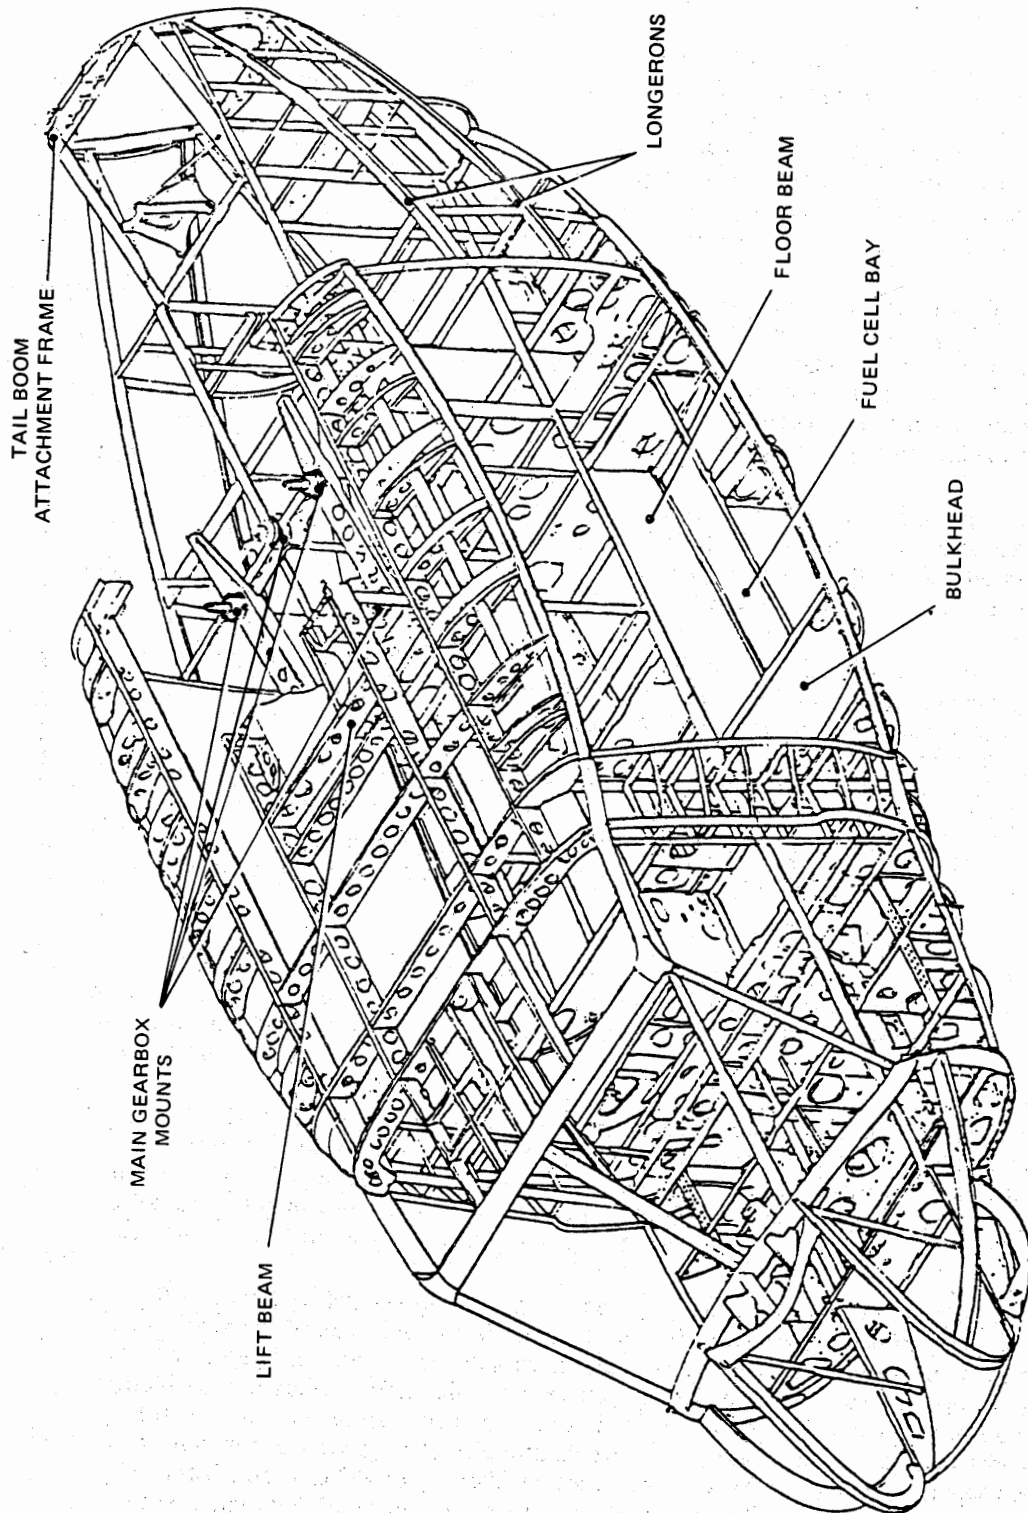 TAIL BOOM
ATTACHMENT FRAME
MAIN GEARBOX
MOUNTS
LIFT BEAM
LONGERONS
FLOOR BEAM
FUEL CELL BAY
BULKHEAD